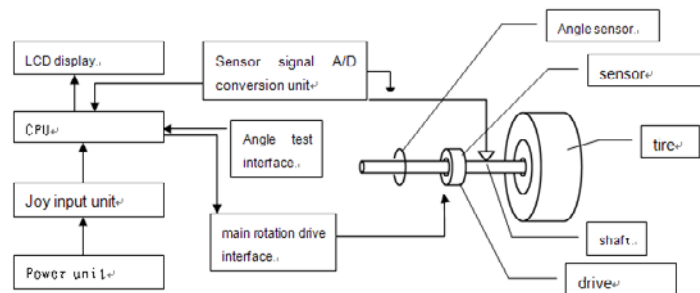 Angle sensor.
LCD display.
Sensor signal A/D
conversion unit
sensor
CPU
Angle test
interface.
tire
Joy input unit
main rotation drive
interface.
shaft.
Power unit
drive